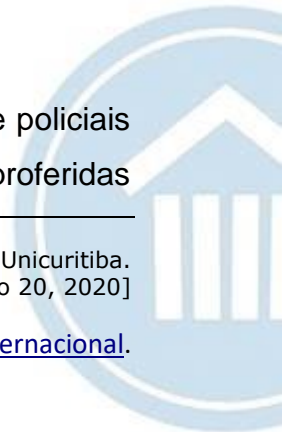 e policiais
proferidas
Unicuritiba.
o 20, 2020]
ernacional.